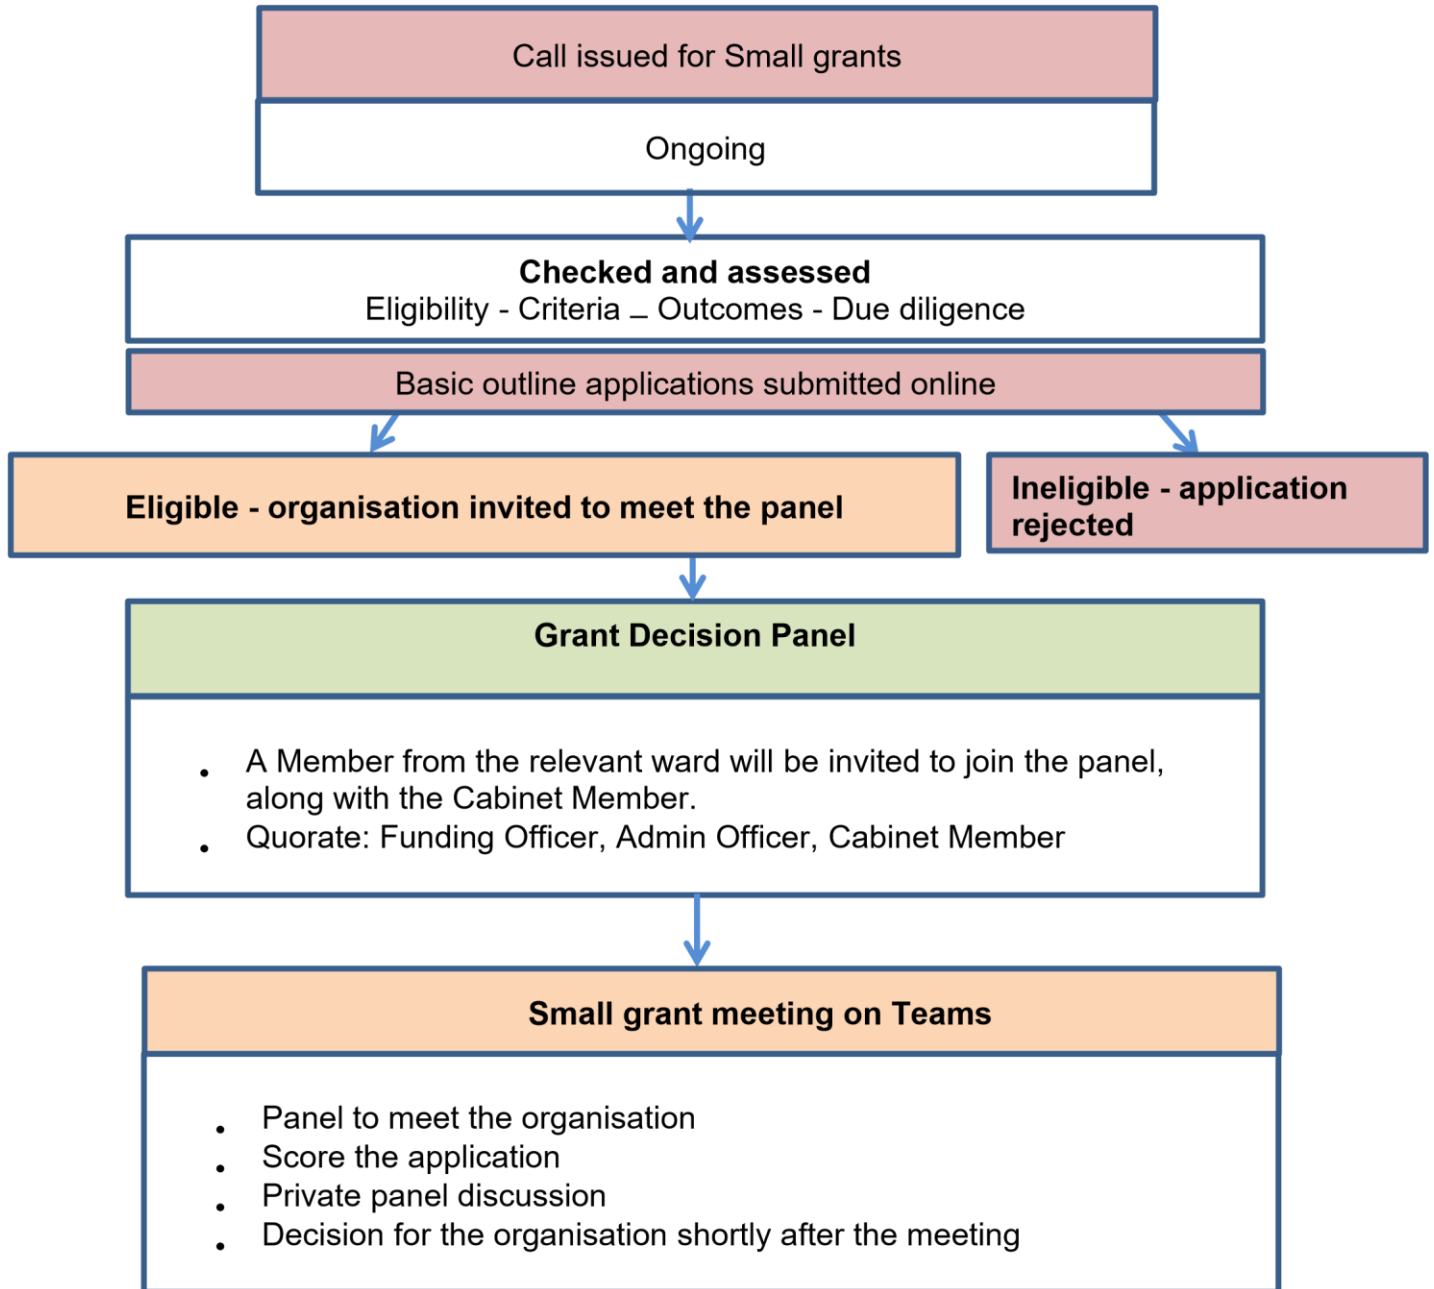 Call issued for Small grants
Ongoing
Checked and assessed
Eligibility - Criteria – Outcomes - Due diligence
Basic outline applications submitted online
Eligible - organisation invited to meet the panel
Ineligible - application
rejected
Grant Decision Panel
• A Member from the relevant ward will be invited to join the panel,
along with the Cabinet Member.
• Quorate: Funding Officer, Admin Officer, Cabinet Member
Small grant meeting on Teams
• Panel to meet the organisation
• Score the application
• Private panel discussion
• Decision for the organisation shortly after the meeting